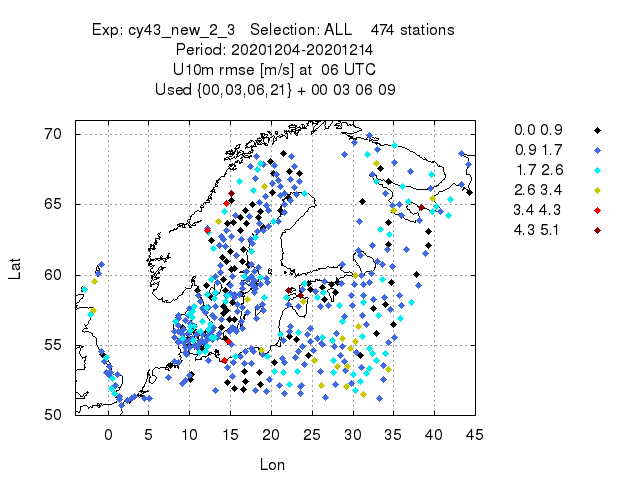 Exp: cy43_new_2_3   Selection: ALL    474 stations
Period: 20201204-20201214
U10m rmse [m/s] at  06 UTC
Used {00,03,06,21} + 00 03 06 09
70
65
60
55
50
Lat
0 5 10 15 20 25 30 35 40 45
Lon
0.0 0.9
0.9 1.7
1.7 2.6
2.6 3.4
3.4 4.3
4.3 5.1